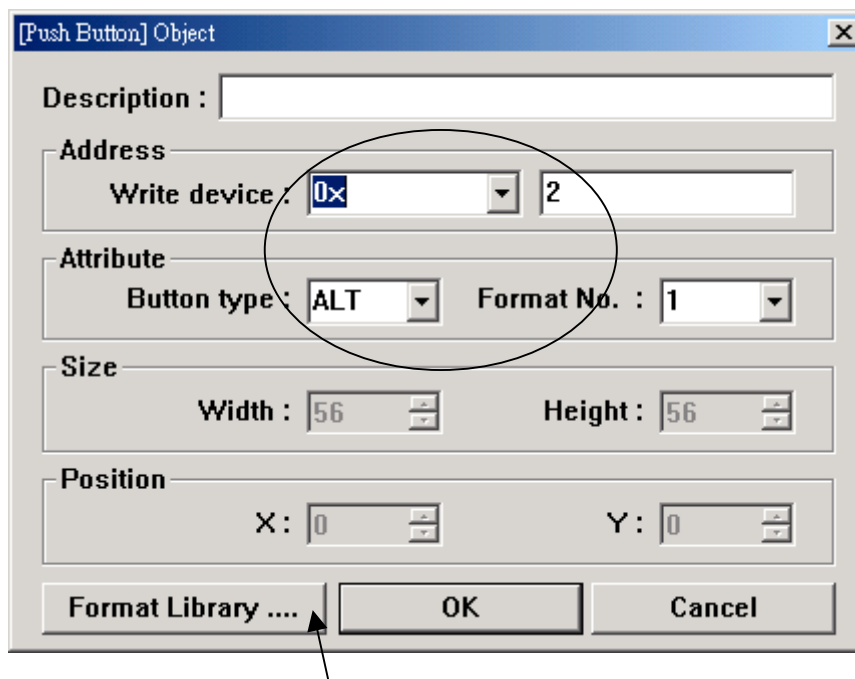 [Push Button] Object
Description :
Address
Write device : 0x 2
Attribute
Button type : ALT Format No. : 1
Size
Width : 56 Height : 56
Position
X : 0 Y : 0
Format Library .... OK Cancel